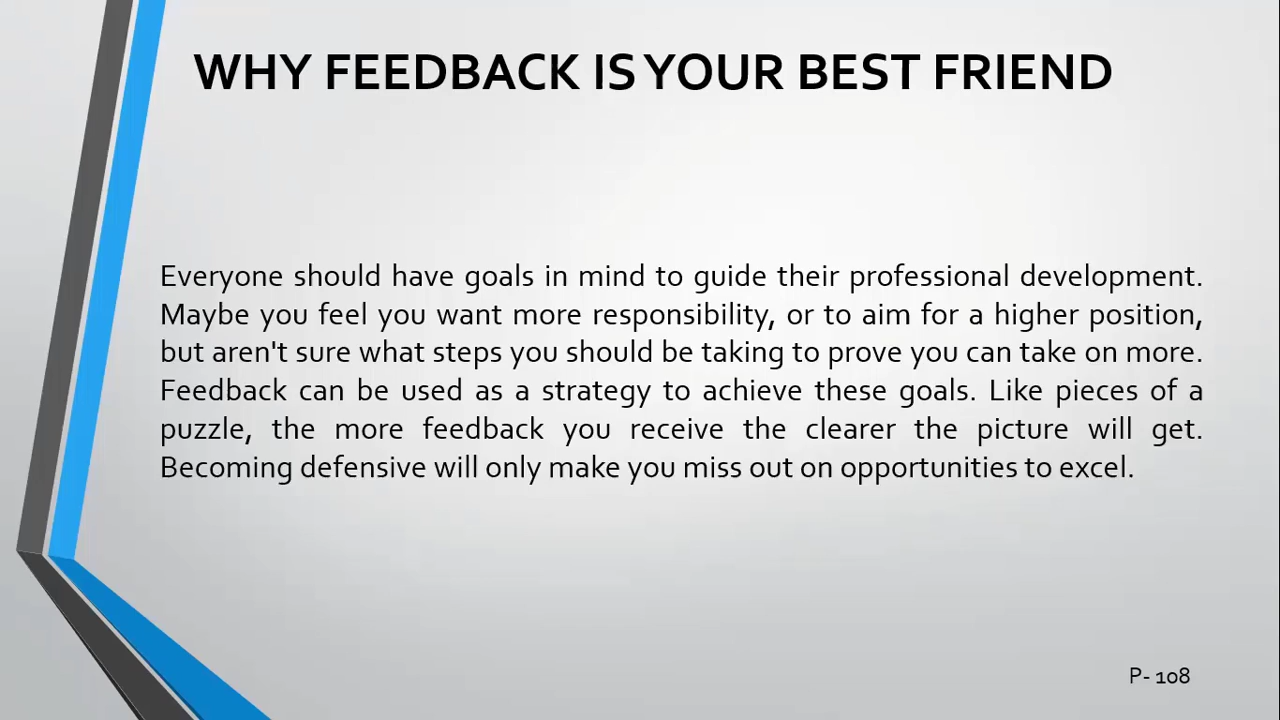 WHY FEEDBACK IS YOUR BEST FRIEND
Everyone should have goals in mind to guide their professional development.
Maybe you feel you want more responsibility, or to aim for a higher position,
but aren't sure what steps you should be taking to prove you can take on more.
Feedback can be used as a strategy to achieve these goals. Like pieces of a
puzzle, the more feedback you receive the clearer the picture will get.
Becoming defensive will only make you miss out on opportunities to excel.
P- 108